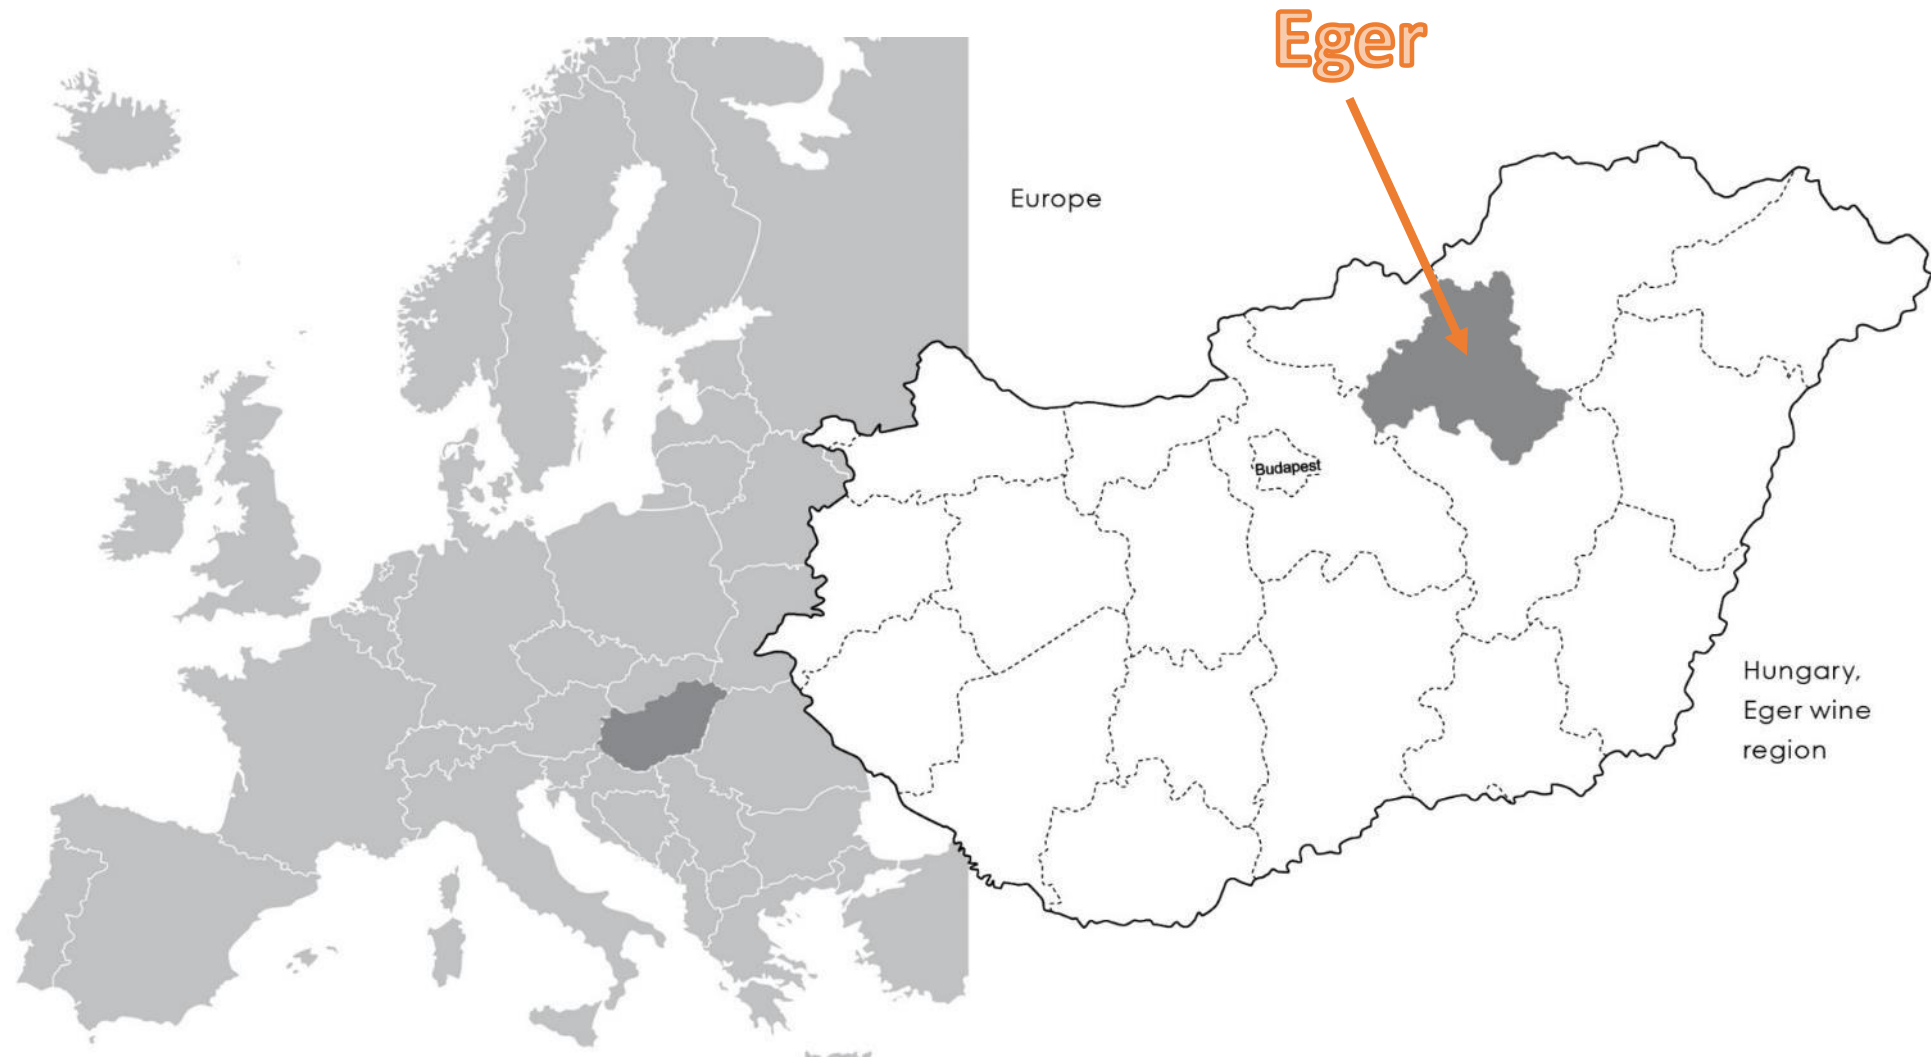 Eger
Europe
Budapest
Hungary,
Eger wine
region